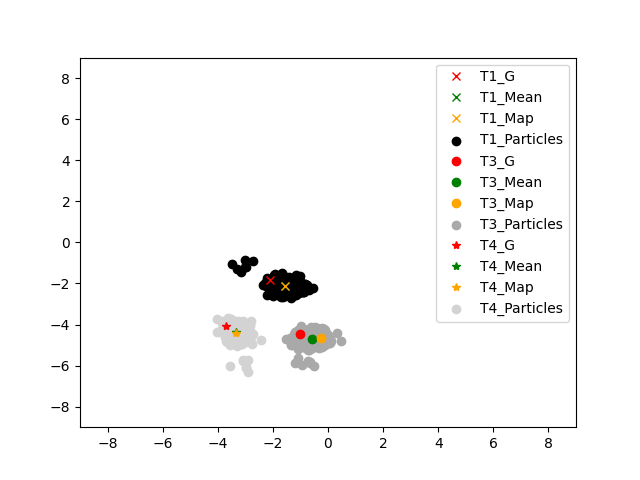 8
6
4
2
0
−2
−4
−6
−8
−8 −6 −4 −2 0 2 4 6 8
T1_G
T1_Mean
T1_Map
T1_Particles
T3_G
T3_Mean
T3_Map
T3_Particles
T4_G
T4_Mean
T4_Map
T4_Particles